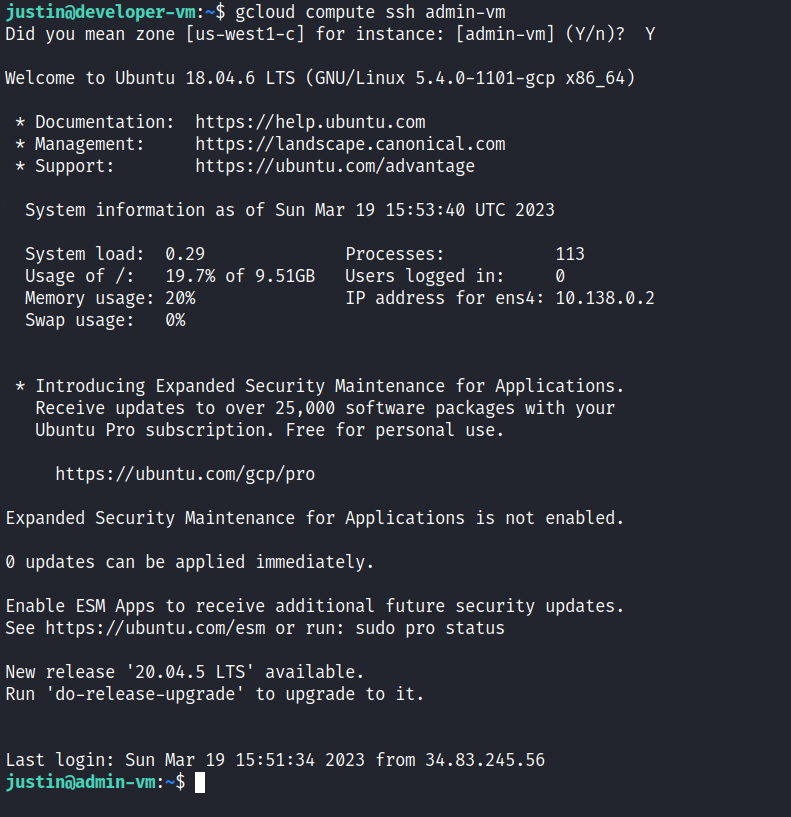 justin@developer-vm:~$ gcloud compute ssh admin-vm
Did you mean zone [us-west1-c] for instance: [admin-vm] (Y/n)?  Y
Welcome to Ubuntu 18.04.6 LTS (GNU/Linux 5.4.0-1101-gcp x86_64)
* Documentation:  https://help.ubuntu.com
* Management:     https://landscape.canonical.com
* Support:        https://ubuntu.com/advantage
System information as of Sun Mar 19 15:53:40 UTC 2023
System load:  0.29              Processes:           113
Usage of /:   19.7% of 9.51GB   Users logged in:     0
Memory usage: 20%               IP address for ens4: 10.138.0.2
Swap usage:   0%
* Introducing Expanded Security Maintenance for Applications.
Receive updates to over 25,000 software packages with your
Ubuntu Pro subscription. Free for personal use.
https://ubuntu.com/gcp/pro
Expanded Security Maintenance for Applications is not enabled.
0 updates can be applied immediately.
Enable ESM Apps to receive additional future security updates.
See https://ubuntu.com/esm or run: sudo pro status
New release '20.04.5 LTS' available.
Run 'do-release-upgrade' to upgrade to it.
Last login: Sun Mar 19 15:51:34 2023 from 34.83.245.56
justin@admin-vm:~$